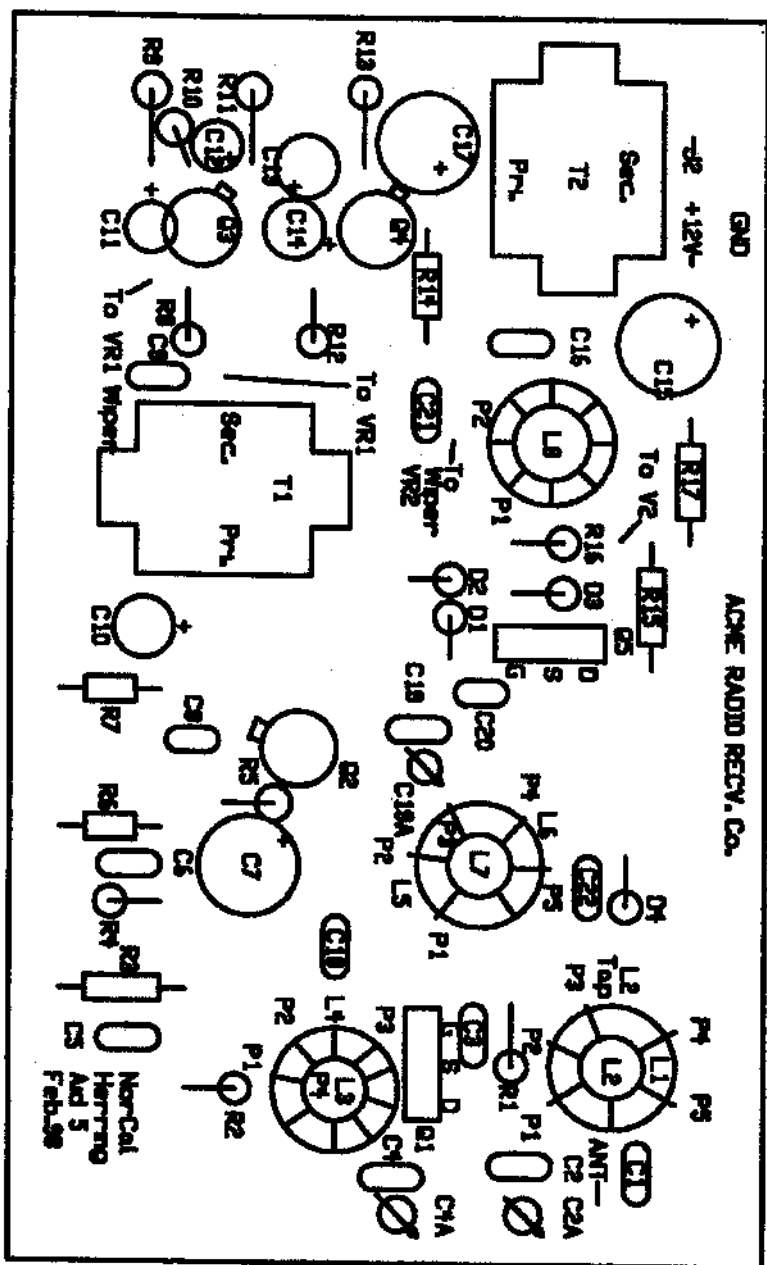 GND
ACME RADIO RECV. Co.
-J2 +12V-
R17
P4
P5
C15
To V2
R15
D4
L2
Tap
L1
C1
Sec.
T2
Pri.
C16
R16
D3
Q5
D
S
G
C22
P3
L2
ANT-
C2
C2A
L8
P2
P1
P4
L6
P5
P2
R1
P1
C17
C20
L7
C3
G
S
D
D2
D1
P3
To
Wiper
VR2
R14
C21
C18
C19A
P2
L5
P1
P3
Q1
C4A
Q4
R13
To VR1
L4
C18
L3
P4
C4
C14
R12
Q2
P2
C13
T1
Sec.
Pri.
R5
C7
P1
R2
R11
C12
Q3
R10
R9
R8
C9
C8
C6
C11
To VR1 Wiper
C10
R7
R6
R4
R3
C5
NorCal
Herring
Aid 5
Feb.98